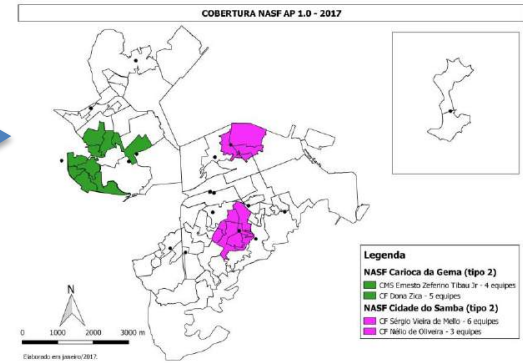 COBERTURA NASF AP 1.0 - 2017
Legenda
NASF Carioca da Gema (tipo 2)
CMS Ernesto Zeferino Tibau Jr - 4 equipes
CF Dona Zica - 5 equipes
NASF Cidade do Samba (tipo 2)
CF Sérgio Vieira de Mello - 6 equipes
CF Nélio de Oliveira - 3 equipes
N
0 1000 2000 3000 m
Elaborado em janeiro/2017.